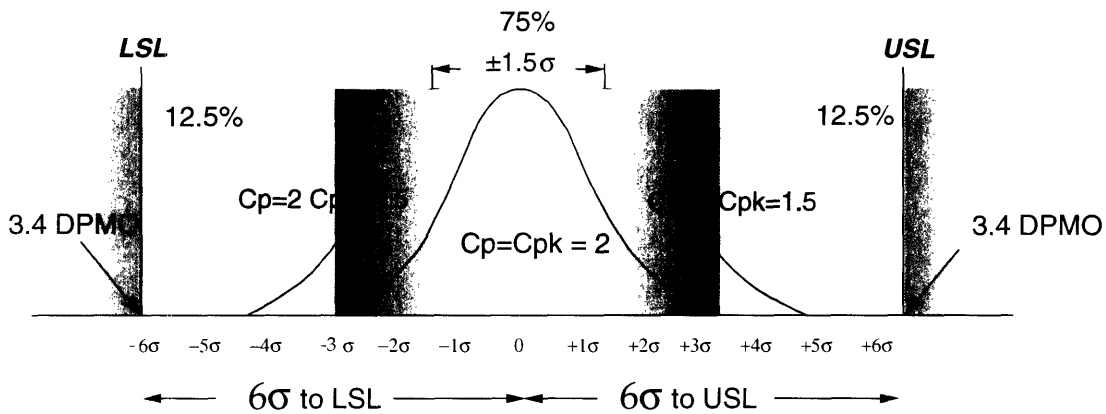 75%
LSL
USL
±1.5σ
12.5%
12.5%
Cp=2
Cpk=1.5
3.4 DPMO
3.4 DPMO
Cp=Cpk = 2
-6σ –5σ –4σ -3 σ –2σ –1σ 0 +1σ +2σ +3σ +4σ +5σ +6σ
6σ to LSL
6σ to USL